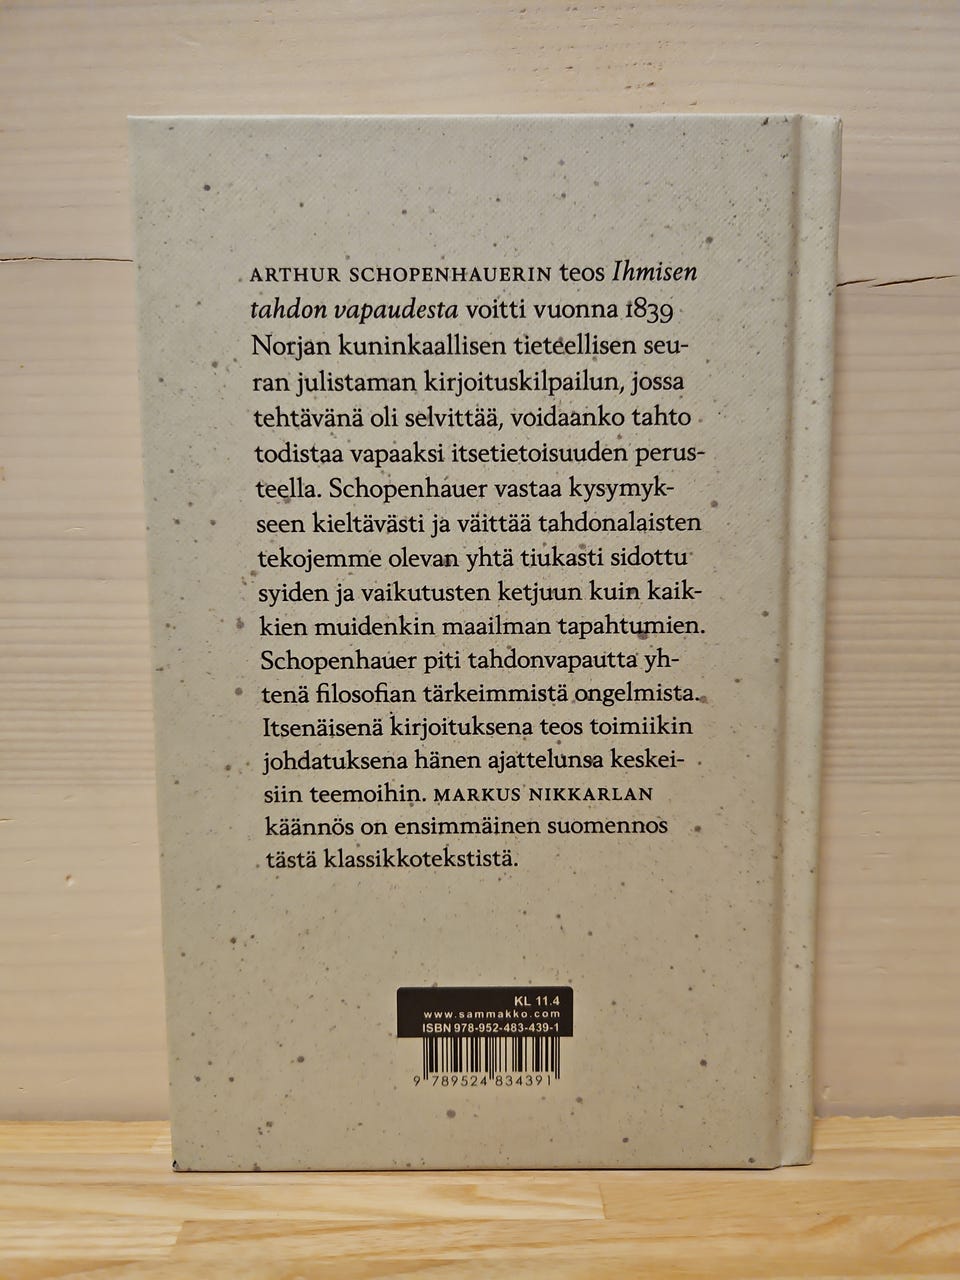 ARTHUR SCHOPENHAUERIN teos Ihmisen
tahdon vapaudesta voitti vuonna 1839
Norjan kuninkaallisen tieteellisen seu-
ran julistaman kirjoituskilpailun, jossa
tehtävänä oli selvittää, voidaanko tahto
todistaa vapaaksi itsetietoisuuden perus-
teella. Schopenhauer vastaa kysymyk-
seen kieltävästi ja väittää tahdonalaisten
tekojemme olevan yhtä tiukasti sidottu
syiden ja vaikutusten ketjuun kuin kaik-
kien muidenkin maailman tapahtumien.
Schopenhauer piti tahdonvapautta yh-
tenä filosofian tärkeimmistä ongelmista.
Itsenäisenä kirjoituksena teos toimiikin
johdatuksena hänen ajattelunsa keskei-
siin teemoihin. MARKUS NIKKARLAN
käännös on ensimmäinen suomennos
tästä klassikkotekstistä.
KL 11.4
www.sammakko.com
ISBN 978-952-483-439-1
9 789524 834391